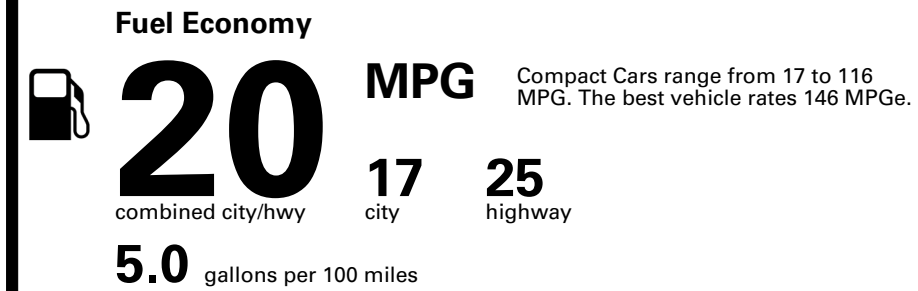 Fuel Economy
20 MPG
Compact Cars range from 17 to 116
MPG. The best vehicle rates 146 MPGe.
17 25
combined city/hwy city highway
5.0 gallons per 100 miles